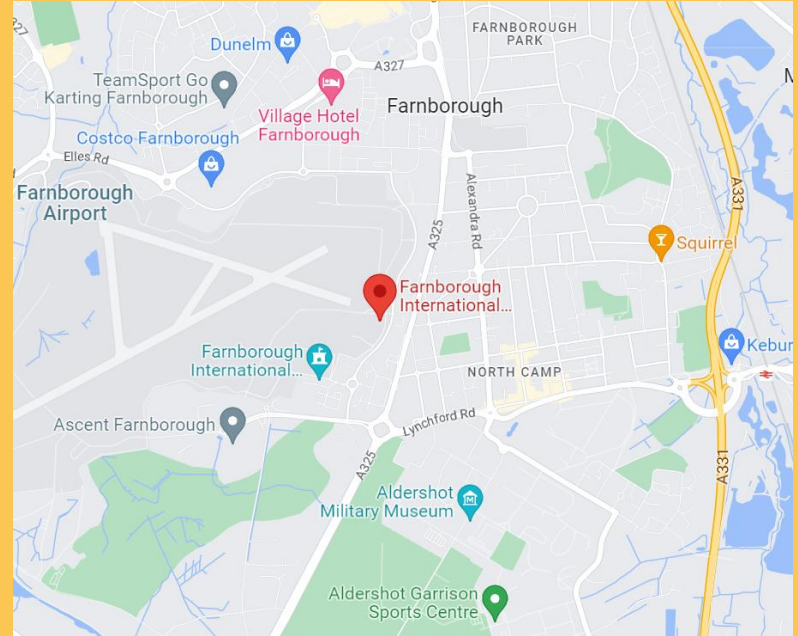 FARNBOROUGH
PARK
327
Dunelm
A327
TeamSport Go
Karting Farnborough
Village Hotel
Farnborough
Farnborough
Costco Farnborough
Elles Rd
Farnborough
Airport
Alexandra Rd
A331
A325
Squirrel
Farnborough
International...
Farnborough
International...
Kebur
NORTH CAMP
Ascent Farnborough
Lynchford Rd
A325
A331
Aldershot
Military Museum
Aldershot Garrison
Sports Centre